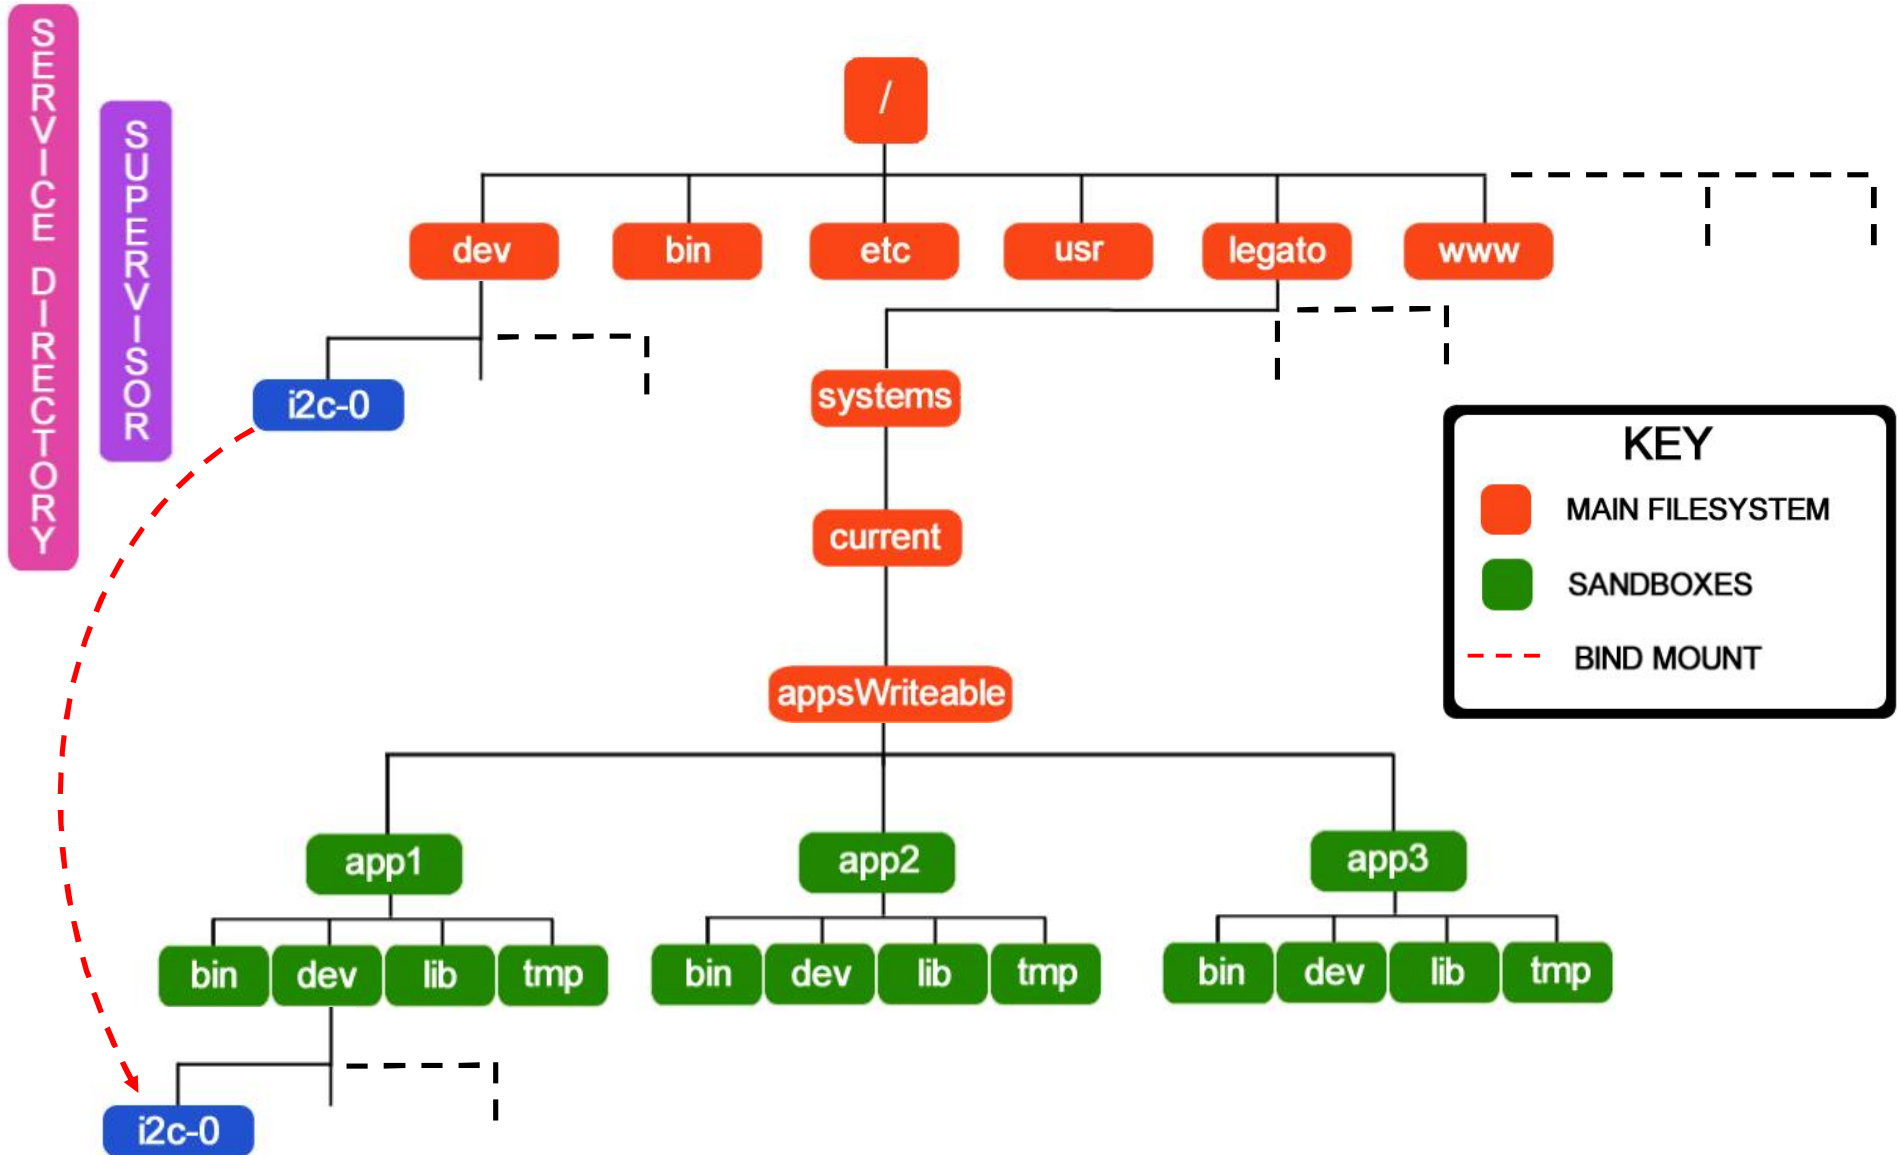 SERVICE DIRECTORY
SUPERVISOR
/
dev
bin
etc
usr
legato
www
i2c-0
systems
current
appsWriteable
KEY
MAIN FILESYSTEM
SANDBOXES
BIND MOUNT
app1
app2
app3
bin
dev
lib
tmp
bin
dev
lib
tmp
bin
dev
lib
tmp
i2c-0